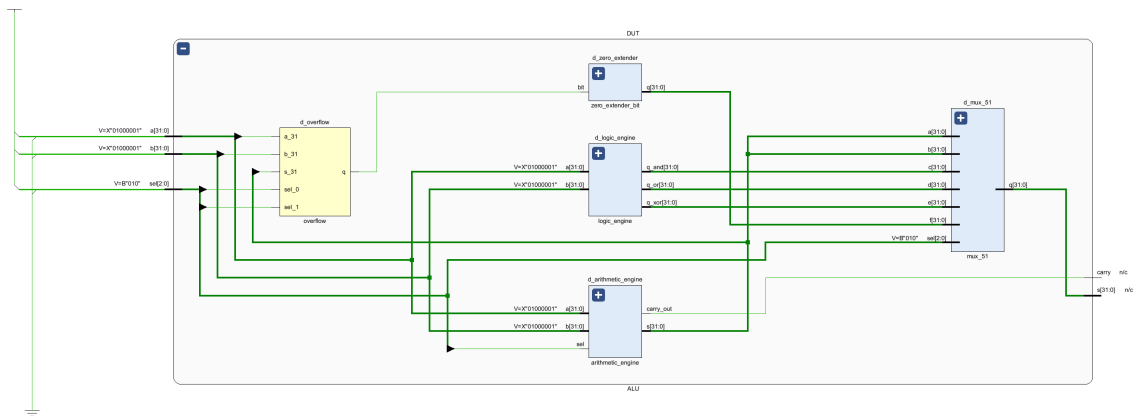 DUT
d_zero_extender
bit q[31:0]
zero_extender_bit
d_overflow
V=X"01000001" a[31:0] a_31
V=X"01000001" b[31:0] b_31
s_31 q
V=B"010" sel[2:0] sel_0
sel_1
overflow
d_logic_engine
V=X"01000001" a[31:0] q_and[31:0]
V=X"01000001" b[31:0] q_or[31:0]
q_xor[31:0]
logic_engine
d_mux_51
a[31:0]
b[31:0]
c[31:0]
d[31:0] q[31:0]
e[31:0]
f[31:0]
V=B"010" sel[2:0]
mux_51
carry n/c
s[31:0] n/c
d_arithmetic_engine
carry_out
V=X"01000001" a[31:0]
V=X"01000001" b[31:0] s[31:0]
sel
arithmetic_engine
ALU